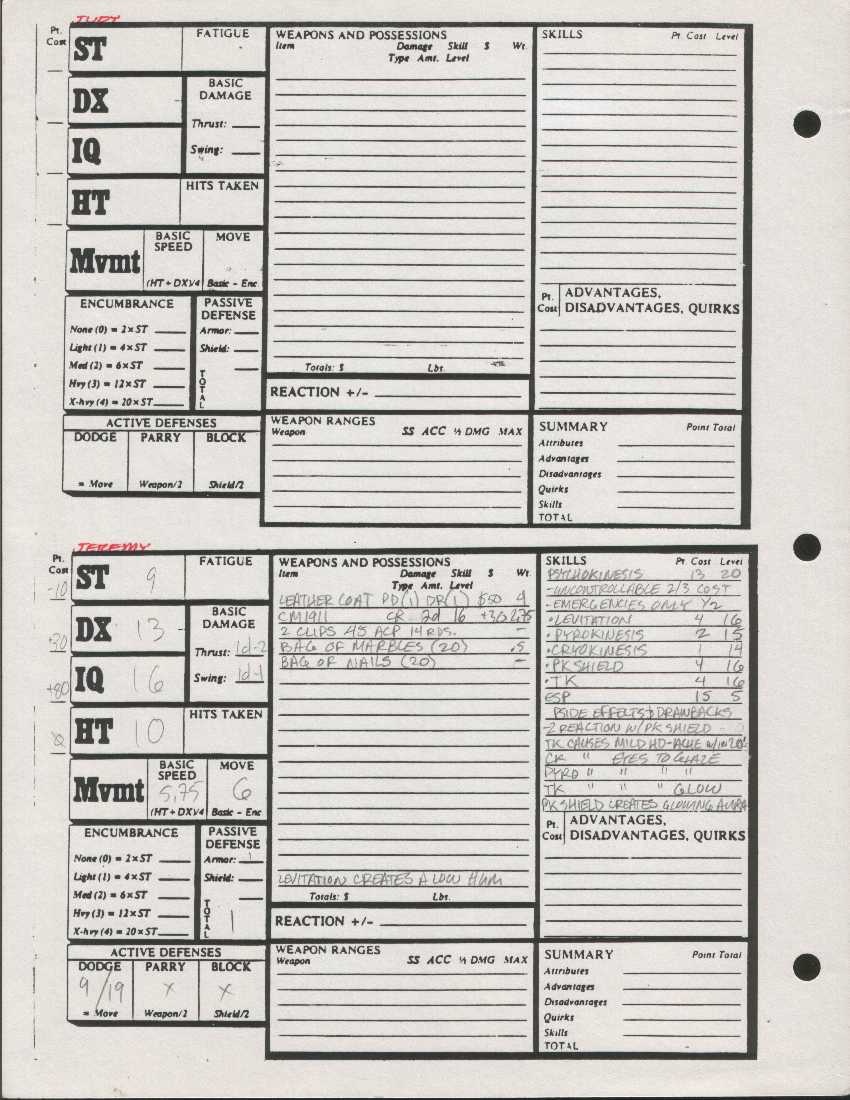 JUDY
Pt. Cost
ST
FATIGUE
DX
BASIC DAMAGE
Thrust:
IQ
Swing:
HT
HITS TAKEN
Mvmt
BASIC SPEED
MOVE
(HT + DX)/4
Basic – Enc.
ENCUMBRANCE
PASSIVE DEFENSE
None (0) = 2×ST
Armor:
Light (1) = 4×ST
Shield:
Med (2) = 6×ST
Hvy (3) = 12×ST
X-hvy (4) = 20×ST
TOTAL
ACTIVE DEFENSES
DODGE PARRY BLOCK
= Move Weapon/2 Shield/2
WEAPONS AND POSSESSIONS
Item Damage Skill $ Wt.
Type Amt. Level
Totals: $ Lbs.
REACTION +/–
WEAPON RANGES
Weapon SS ACC ½ DMG MAX
SKILLS Pt. Cost Level
Pt. Cost
ADVANTAGES,
DISADVANTAGES, QUIRKS
SUMMARY Point Total
Attributes
Advantages
Disadvantages
Quirks
Skills
TOTAL
JEREMY
Pt. Cost
-10 ST 9
FATIGUE
+30 DX 13
BASIC DAMAGE
Thrust: 1d-2
+80 IQ 16
Swing: 1d-1
HT 10
HITS TAKEN
Mvmt
BASIC SPEED
5.75
(HT + DX)/4
MOVE
6
Basic – Enc
ENCUMBRANCE
PASSIVE DEFENSE
None (0) = 2×ST
Armor: 1
Light (1) = 4×ST
Shield:
Med (2) = 6×ST
Hvy (3) = 12×ST
X-hvy (4) = 20×ST
TOTAL 1
ACTIVE DEFENSES
DODGE PARRY BLOCK
9/19 X X
= Move Weapon/2 Shield/2
WEAPONS AND POSSESSIONS
Item Damage Skill $ Wt.
Type Amt. Level
LEATHER COAT PD(1) DR(1) $50 4
CM1911 CR 2d 16
2 CLIPS 45 ACP 14 RDS. –
BAG OF MARBLES (20) .5
BAG OF NAILS (20) –
LEVITATION CREATES A LOW HUM
Totals: $ Lbs.
REACTION +/–
WEAPON RANGES
Weapon SS ACC ½ DMG MAX
SKILLS Pt. Cost Level
PSYCHOKINESIS 13 20
-UNCONTROLLABLE 2/3 COST
-EMERGENCIES ONLY 1/2
•LEVITATION 4 16
•PYROKINESIS 2 15
•CRYOKINESIS 1 14
•PK SHIELD 4 16
•TK 4 16
ESP 15 5
PSIDE EFFECTS & DRAWBACKS
-2 REACTION W/PK SHIELD
TK CAUSES MILD HD-ACHE W/IN 20'
CK " EYES TO GLAZE
PYRO " " " "
TK " " " GLOW
PK SHIELD CREATES GLOWING AURA
Pt. Cost
ADVANTAGES,
DISADVANTAGES, QUIRKS
SUMMARY Point Total
Attributes
Advantages
Disadvantages
Quirks
Skills
TOTAL